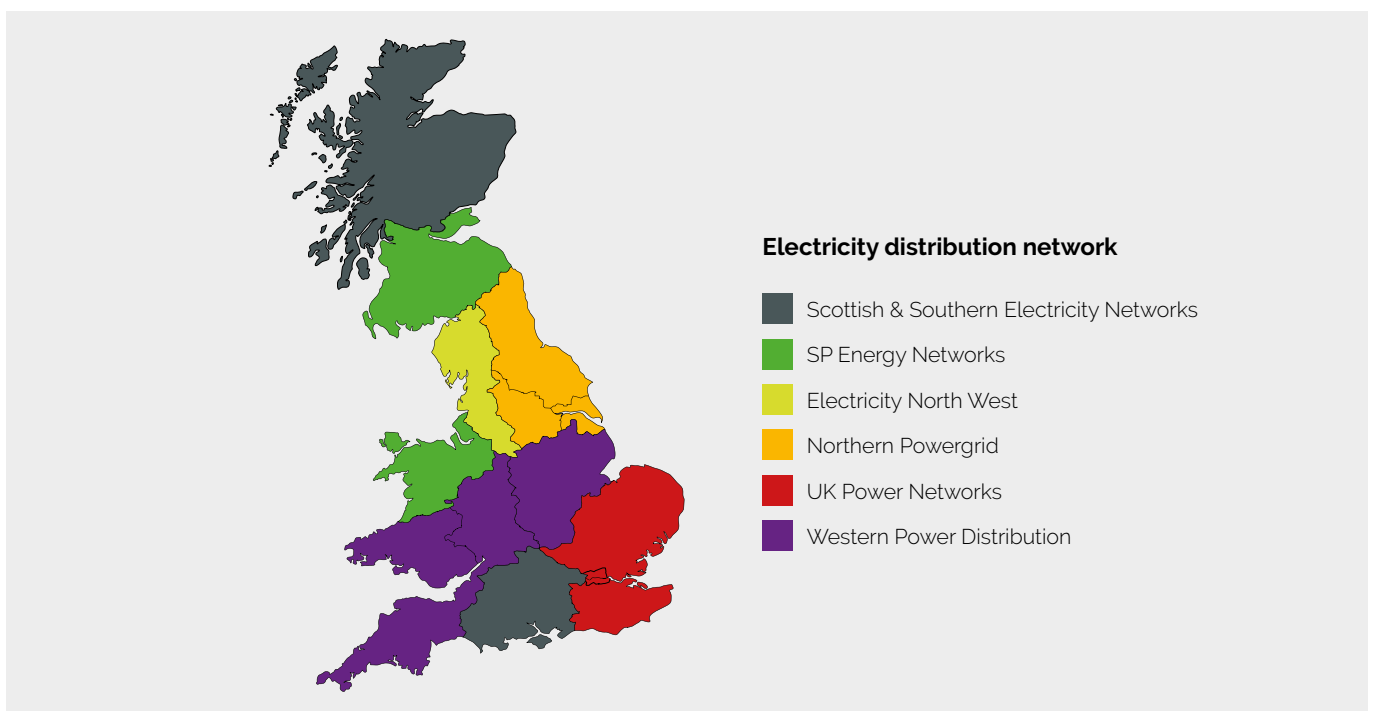 Electricity distribution network
Scottish & Southern Electricity Networks
SP Energy Networks
Electricity North West
Northern Powergrid
UK Power Networks
Western Power Distribution